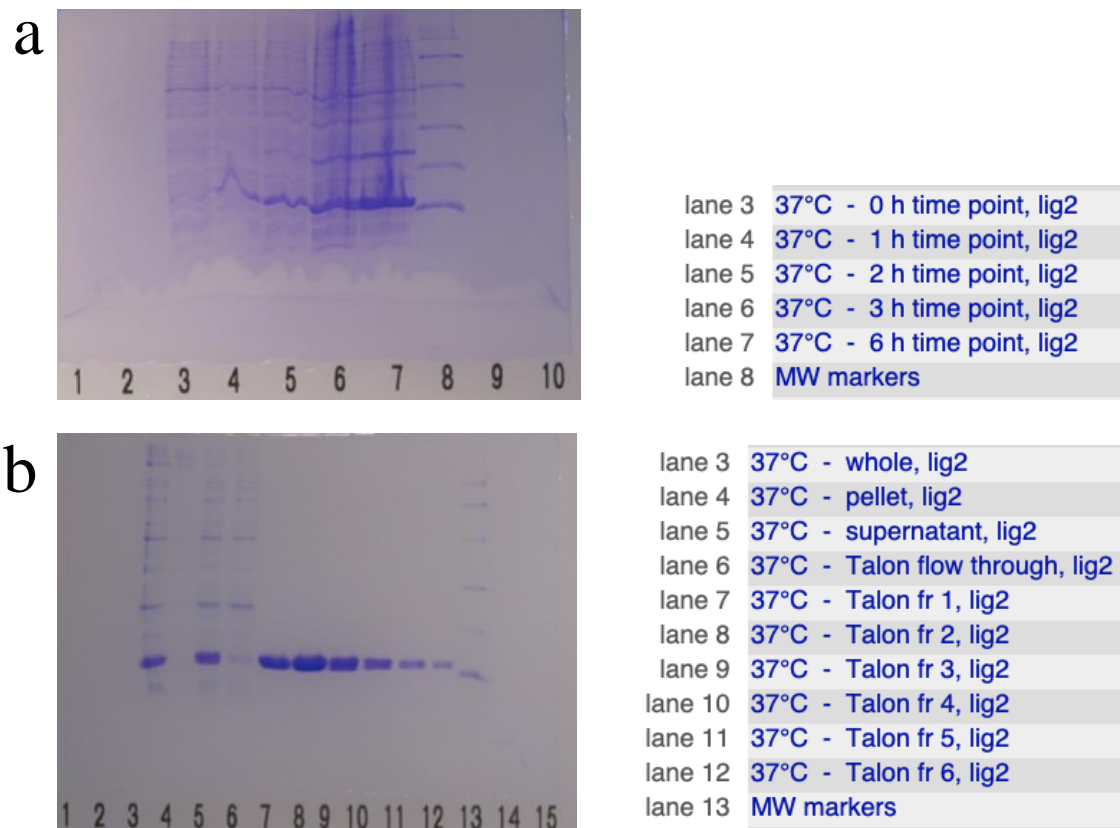 a
lane 3 37°C - 0 h time point, lig2
lane 4 37°C - 1 h time point, lig2
lane 5 37°C - 2 h time point, lig2
lane 6 37°C - 3 h time point, lig2
lane 7 37°C - 6 h time point, lig2
lane 8 MW markers
1 2 3 4 5 6 7 8 9 10
b
lane 3 37°C - whole, lig2
lane 4 37°C - pellet, lig2
lane 5 37°C - supernatant, lig2
lane 6 37°C - Talon flow through, lig2
lane 7 37°C - Talon fr 1, lig2
lane 8 37°C - Talon fr 2, lig2
lane 9 37°C - Talon fr 3, lig2
lane 10 37°C - Talon fr 4, lig2
lane 11 37°C - Talon fr 5, lig2
lane 12 37°C - Talon fr 6, lig2
lane 13 MW markers
1 2 3 4 5 6 7 8 9 10 11 12 13 14 15